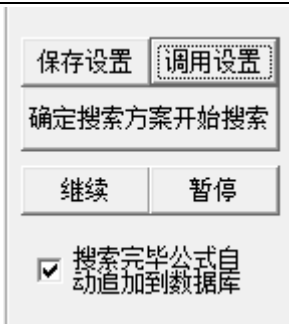 保存设置 调用设置
确定搜索方案开始搜索
继续 暂停
搜索完毕公式自
动追加到数据库